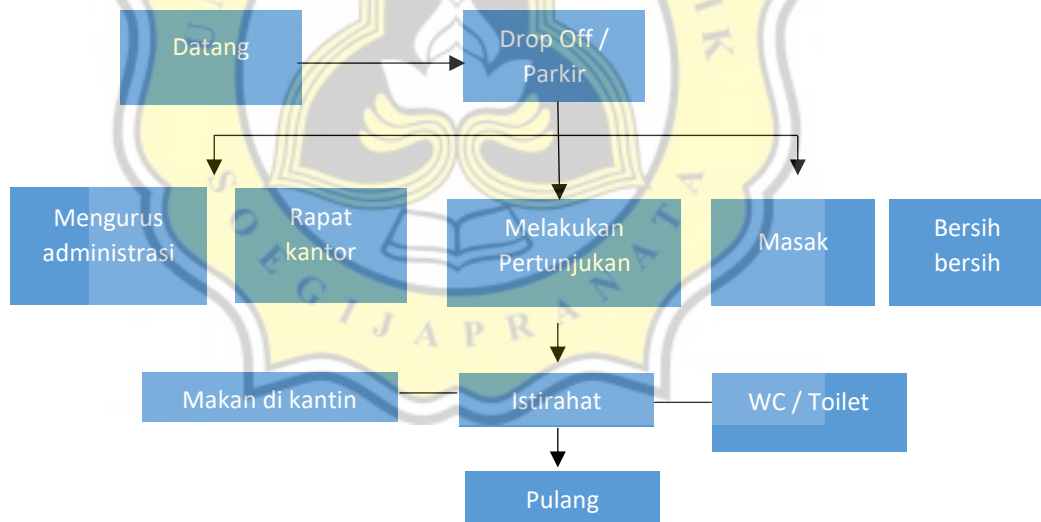 Datang
Drop Off /
Parkir
Mengurus
administrasi
Rapat
kantor
Melakukan
Pertunjukan
Masak
Bersih
bersih
Makan di kantin
Istirahat
WC / Toilet
Pulang
SOEGIJAPRANATA